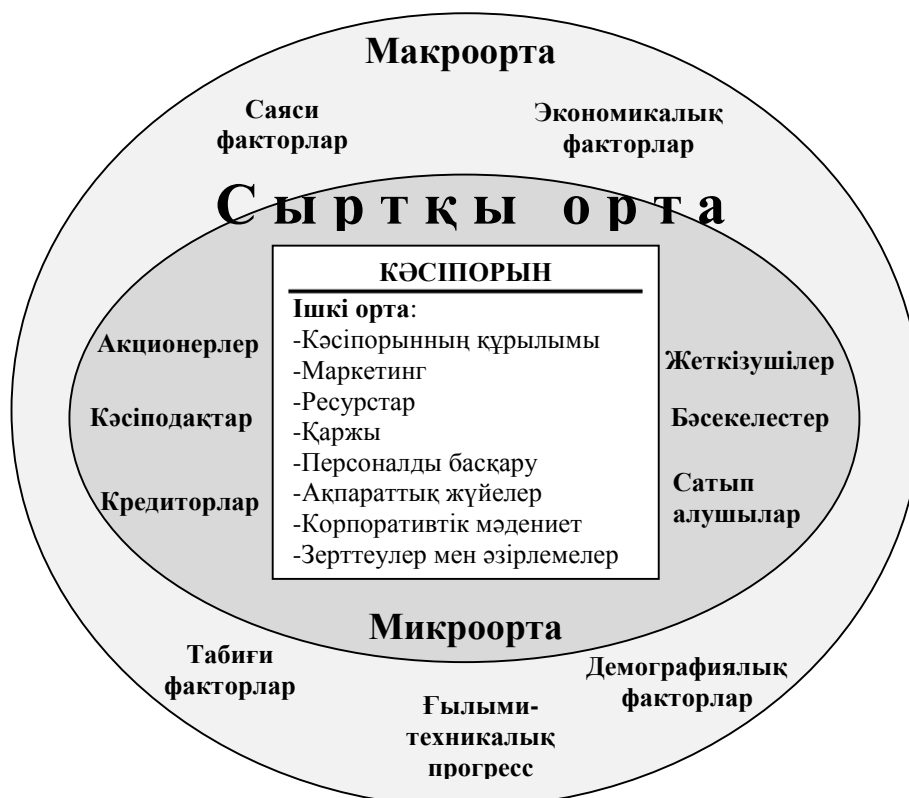 Макроорта
Саяси
факторлар
Экономикалық
факторлар
Сыртқы орта
КӘСІПОРЫН
Ішкі орта:
-Кәсіпорынның құрылымы
-Маркетинг
-Ресурстар
-Қаржы
-Персоналды басқару
-Ақпараттық жүйелер
-Корпоративтік мәдениет
-Зерттеулер мен әзірлемелер
Акционерлер
Кәсіподақтар
Кредиторлар
Жеткізушілер
Бәсекелестер
Сатып
алушылар
Микроорта
Табиғи
факторлар
Ғылыми-
техникалық
прогресс
Демографиялық
факторлар